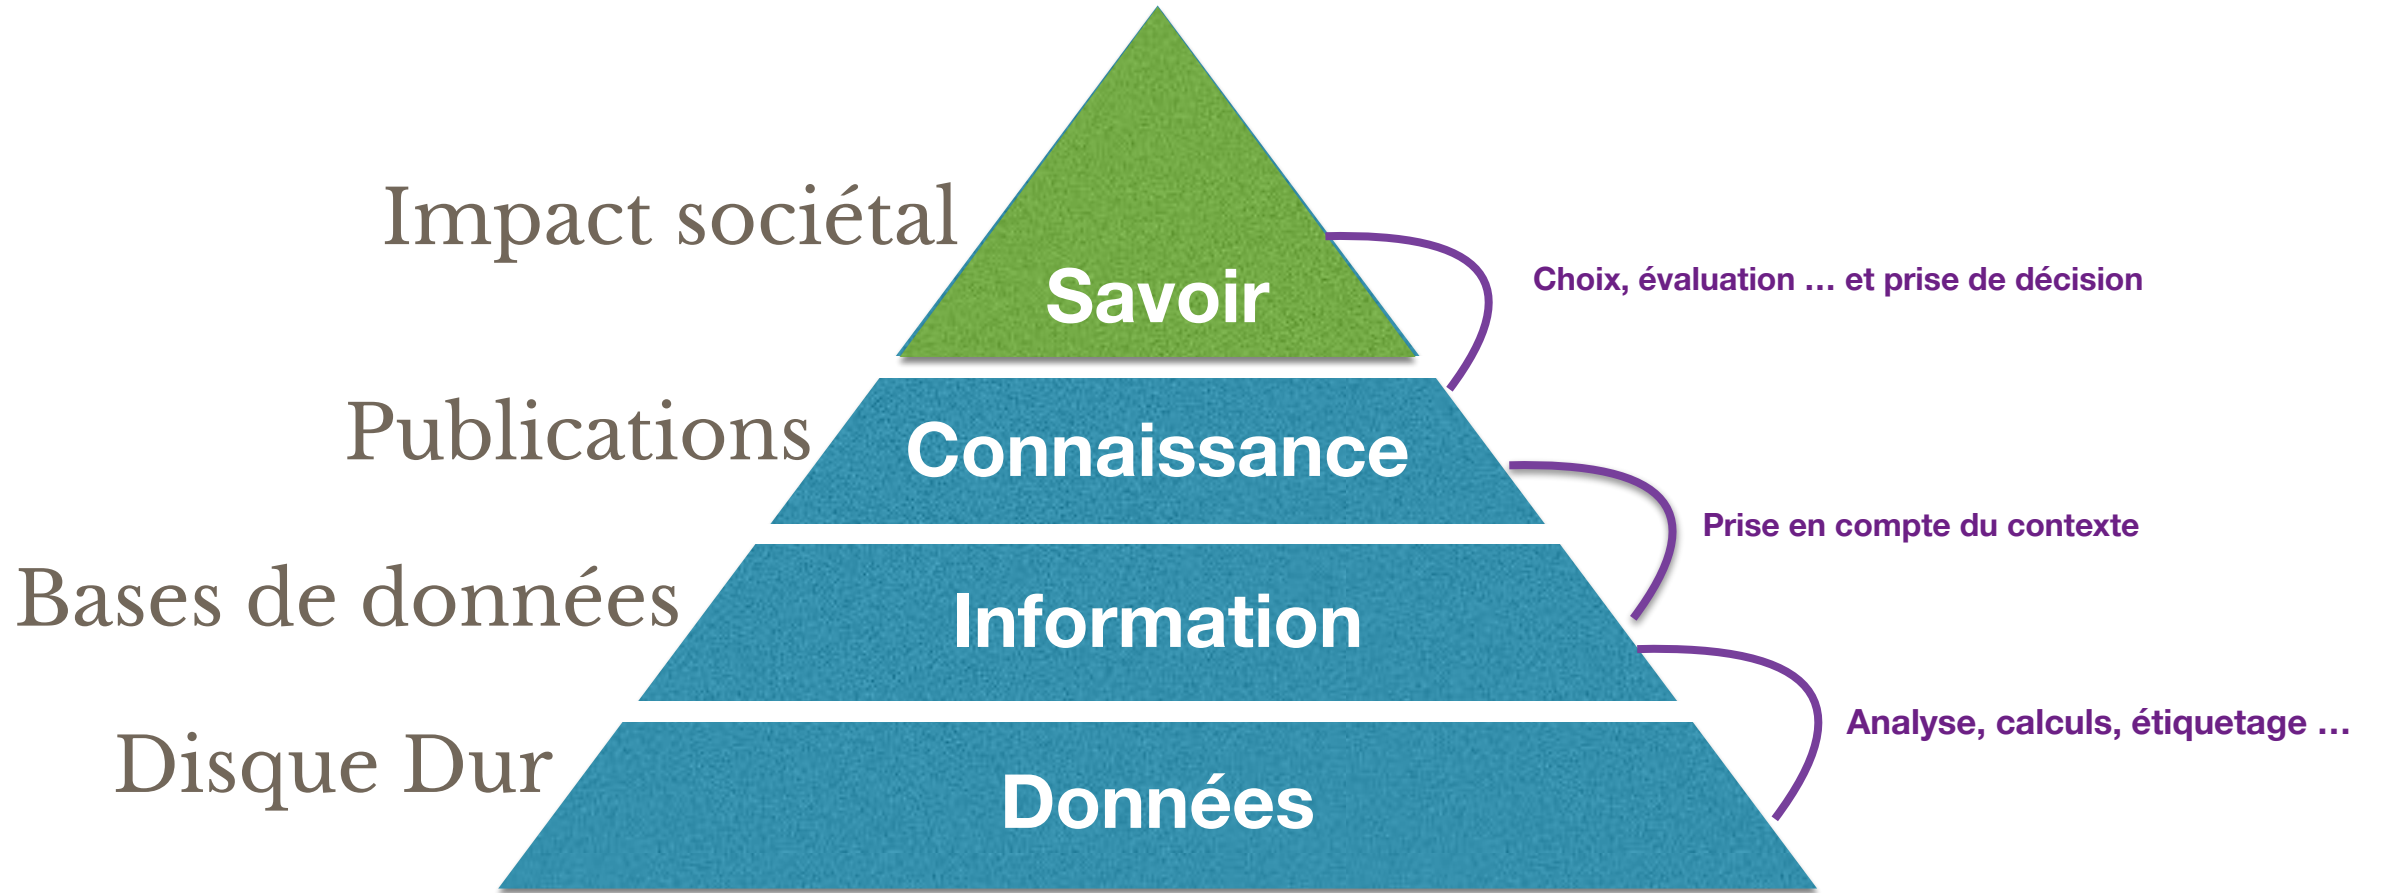 Impact sociétal
Savoir
Choix, évaluation … et prise de décision
Publications
Connaissance
Prise en compte du contexte
Bases de données
Information
Analyse, calculs, étiquetage …
Disque Dur
Données